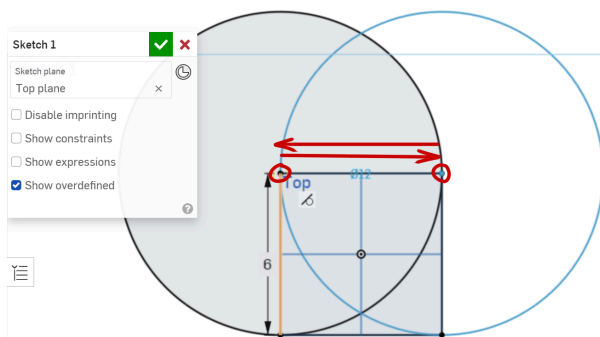 Sketch 1
Sketch plane
Top plane
Disable imprinting
Show constraints
Show expressions
Show overdefined
Ø12
Top
6